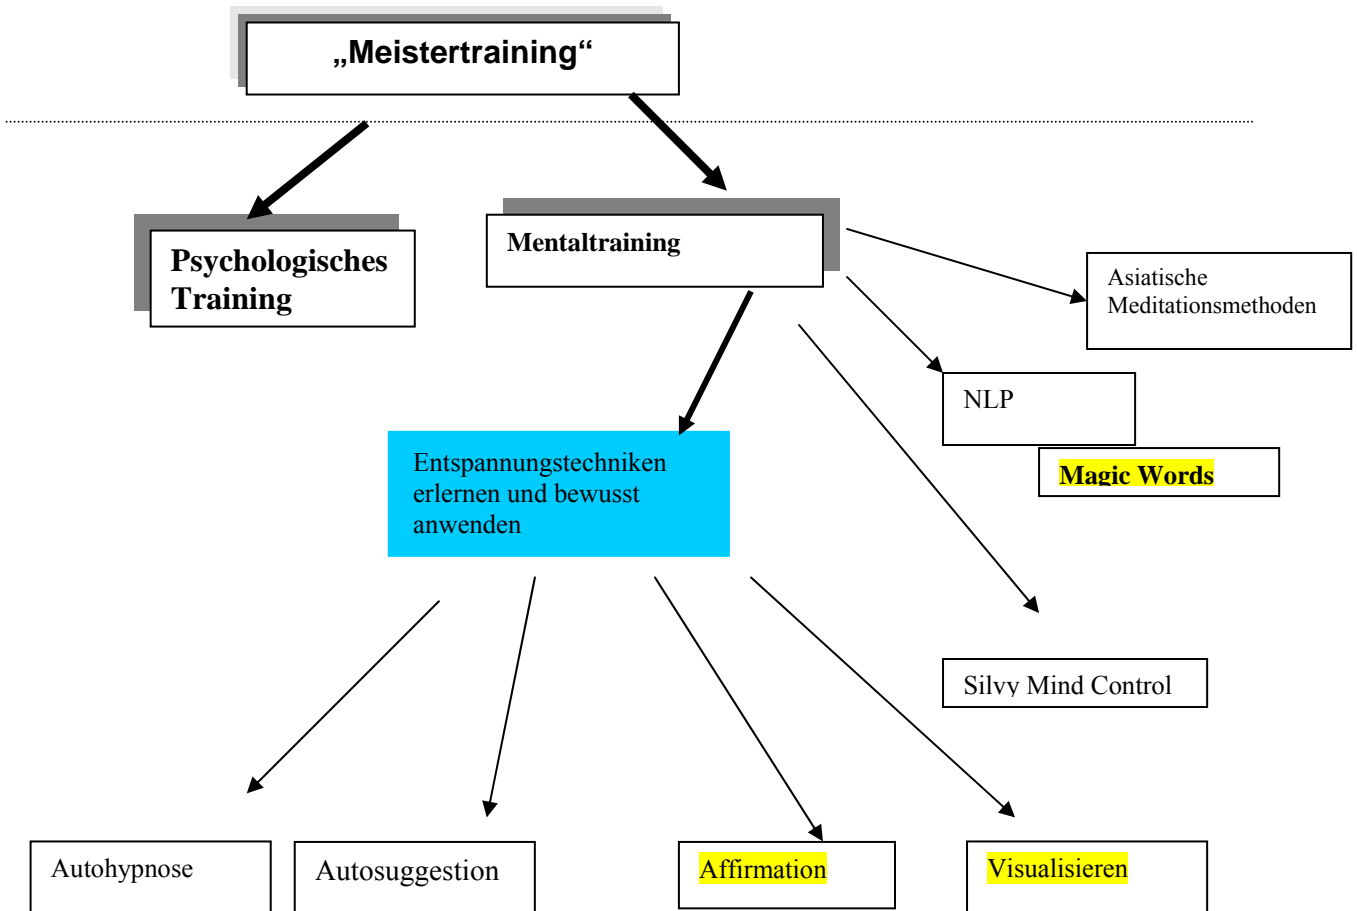 „Meistertraining“
Psychologisches
Training
Mentaltraining
Asiatische
Meditationsmethoden
NLP
Magic Words
Entspannungstechniken
erlernen und bewusst
anwenden
Silvy Mind Control
Autohypnose
Autosuggestion
Affirmation
Visualisieren